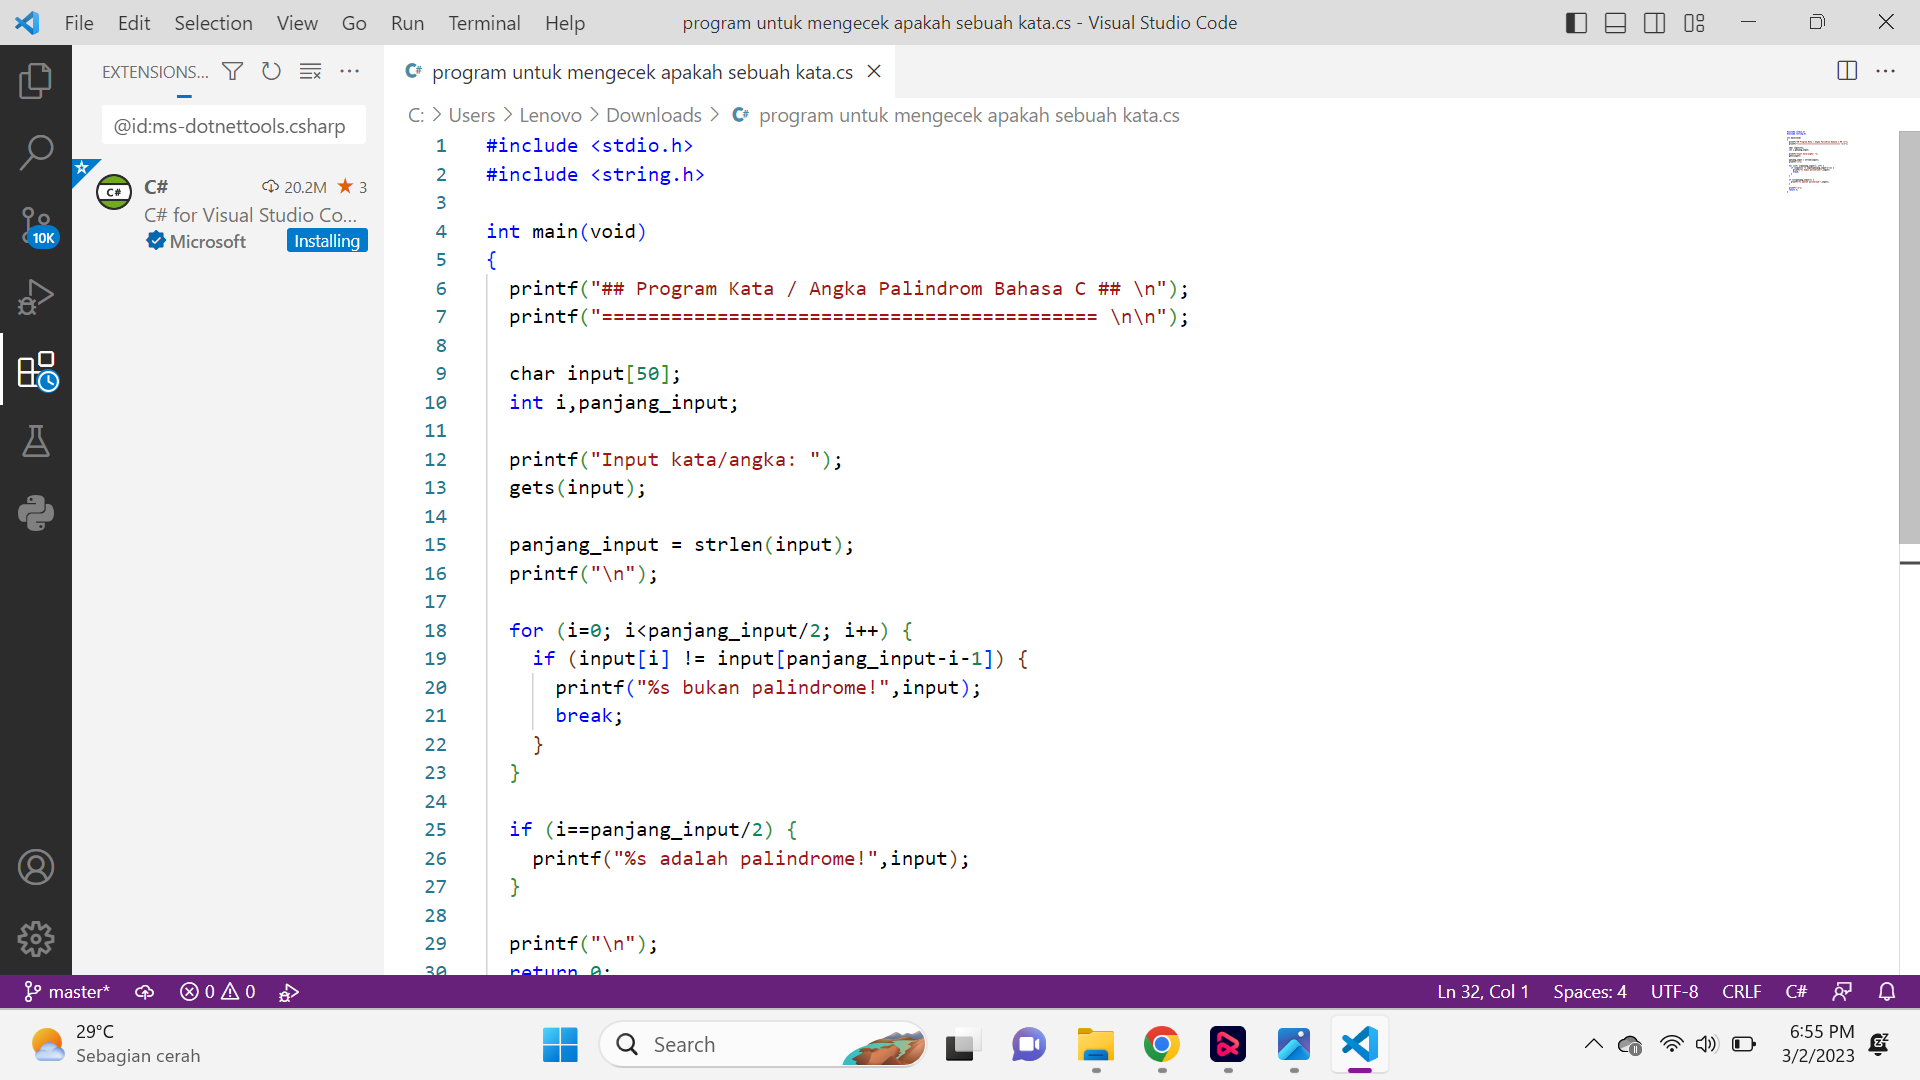 File Edit Selection View Go Run Terminal Help
program untuk mengecek apakah sebuah kata.cs - Visual Studio Code
EXTENSIONS...
@id:ms-dotnettools.csharp
C# 20.2M 3
C# for Visual Studio Co...
Microsoft Installing
10K
program untuk mengecek apakah sebuah kata.cs
C: > Users > Lenovo > Downloads > program untuk mengecek apakah sebuah kata.cs
1 #include <stdio.h>
2 #include <string.h>
3
4 int main(void)
5 {
6   printf("## Program Kata / Angka Palindrom Bahasa C ## \n");
7   printf("=========================================== \n\n");
8
9   char input[50];
10   int i,panjang_input;
11
12   printf("Input kata/angka: ");
13   gets(input);
14
15   panjang_input = strlen(input);
16   printf("\n");
17
18   for (i=0; i<panjang_input/2; i++) {
19     if (input[i] != input[panjang_input-i-1]) {
20       printf("%s bukan palindrome!",input);
21       break;
22     }
23   }
24
25   if (i==panjang_input/2) {
26     printf("%s adalah palindrome!",input);
27   }
28
29   printf("\n");
30   return 0;
master* 0 0
Ln 32, Col 1 Spaces: 4 UTF-8 CRLF C#
29°C
Sebagian cerah
Search
6:55 PM
3/2/2023